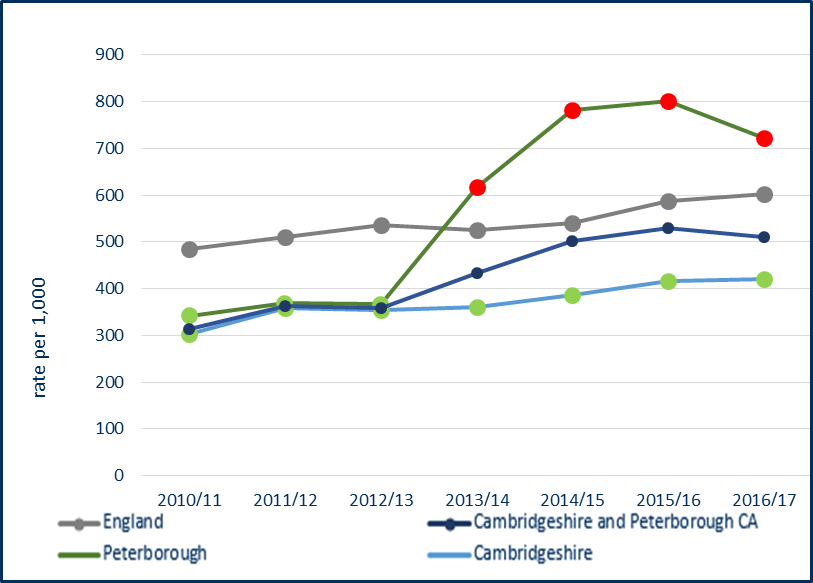 900
800
700
600
500
400
300
200
100
0
rate per 1,000
2010/11 2011/12 2012/13 2013/14 2014/15 2015/16 2016/17
England Cambridgeshire and Peterborough CA
Peterborough Cambridgeshire